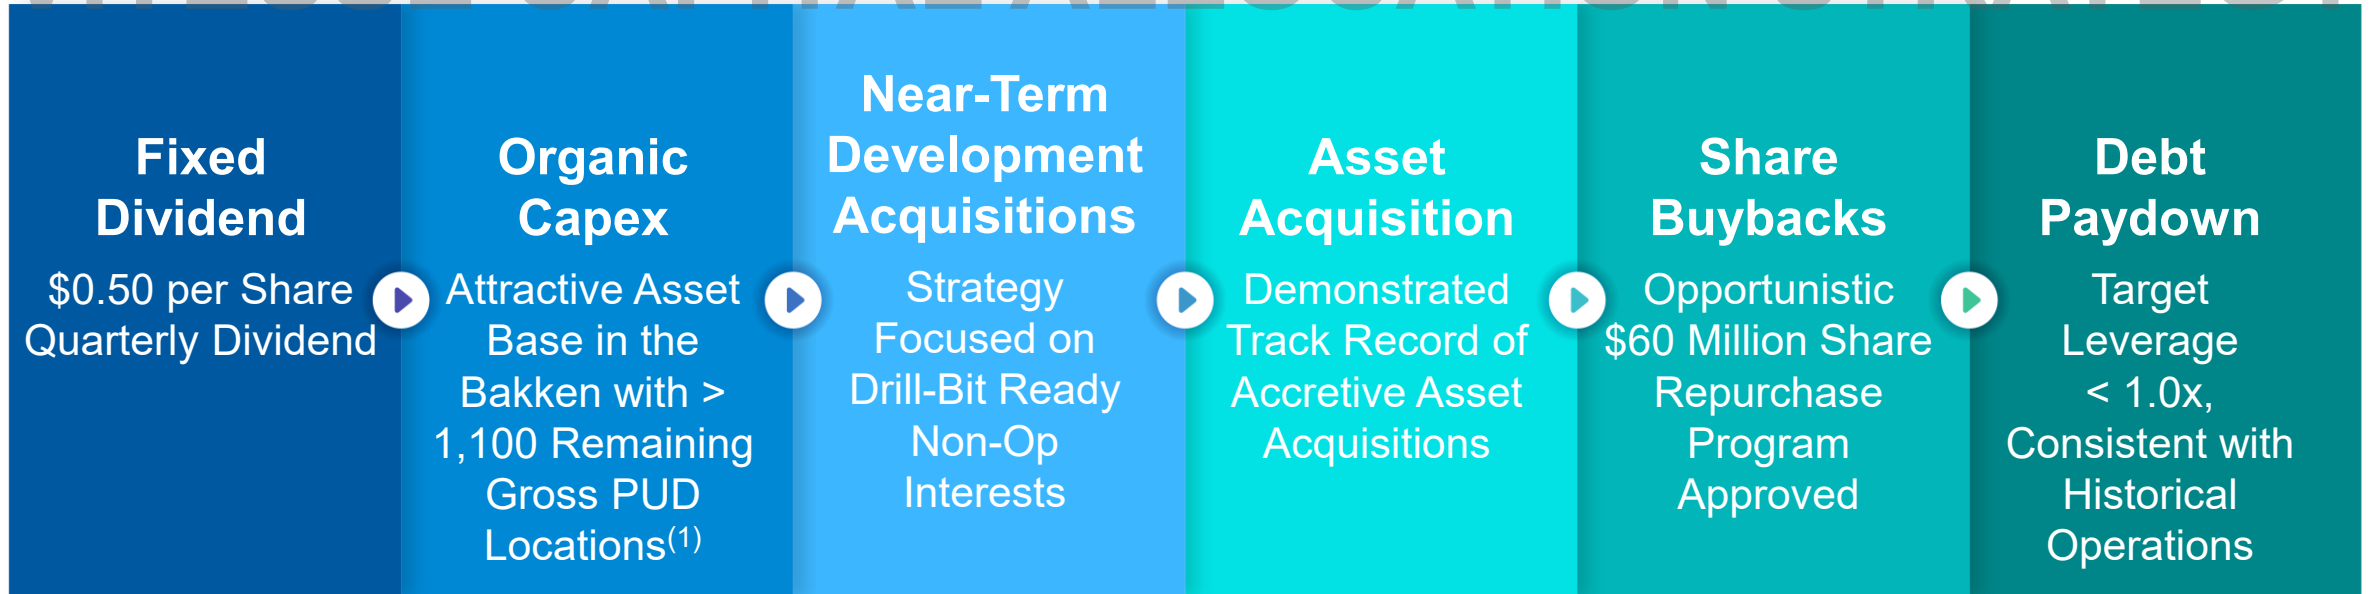 Fixed
Dividend
$0.50 per Share
Quarterly Dividend
Organic
Capex
Attractive Asset
Base in the
Bakken with >
1,100 Remaining
Gross PUD
Locations(1)
Near-Term
Development
Acquisitions
Strategy
Focused on
Drill-Bit Ready
Non-Op
Interests
Asset
Acquisition
Demonstrated
Track Record of
Accretive Asset
Acquisitions
Share
Buybacks
Opportunistic
$60 Million Share
Repurchase
Program
Approved
Debt
Paydown
Target
Leverage
< 1.0x,
Consistent with
Historical
Operations